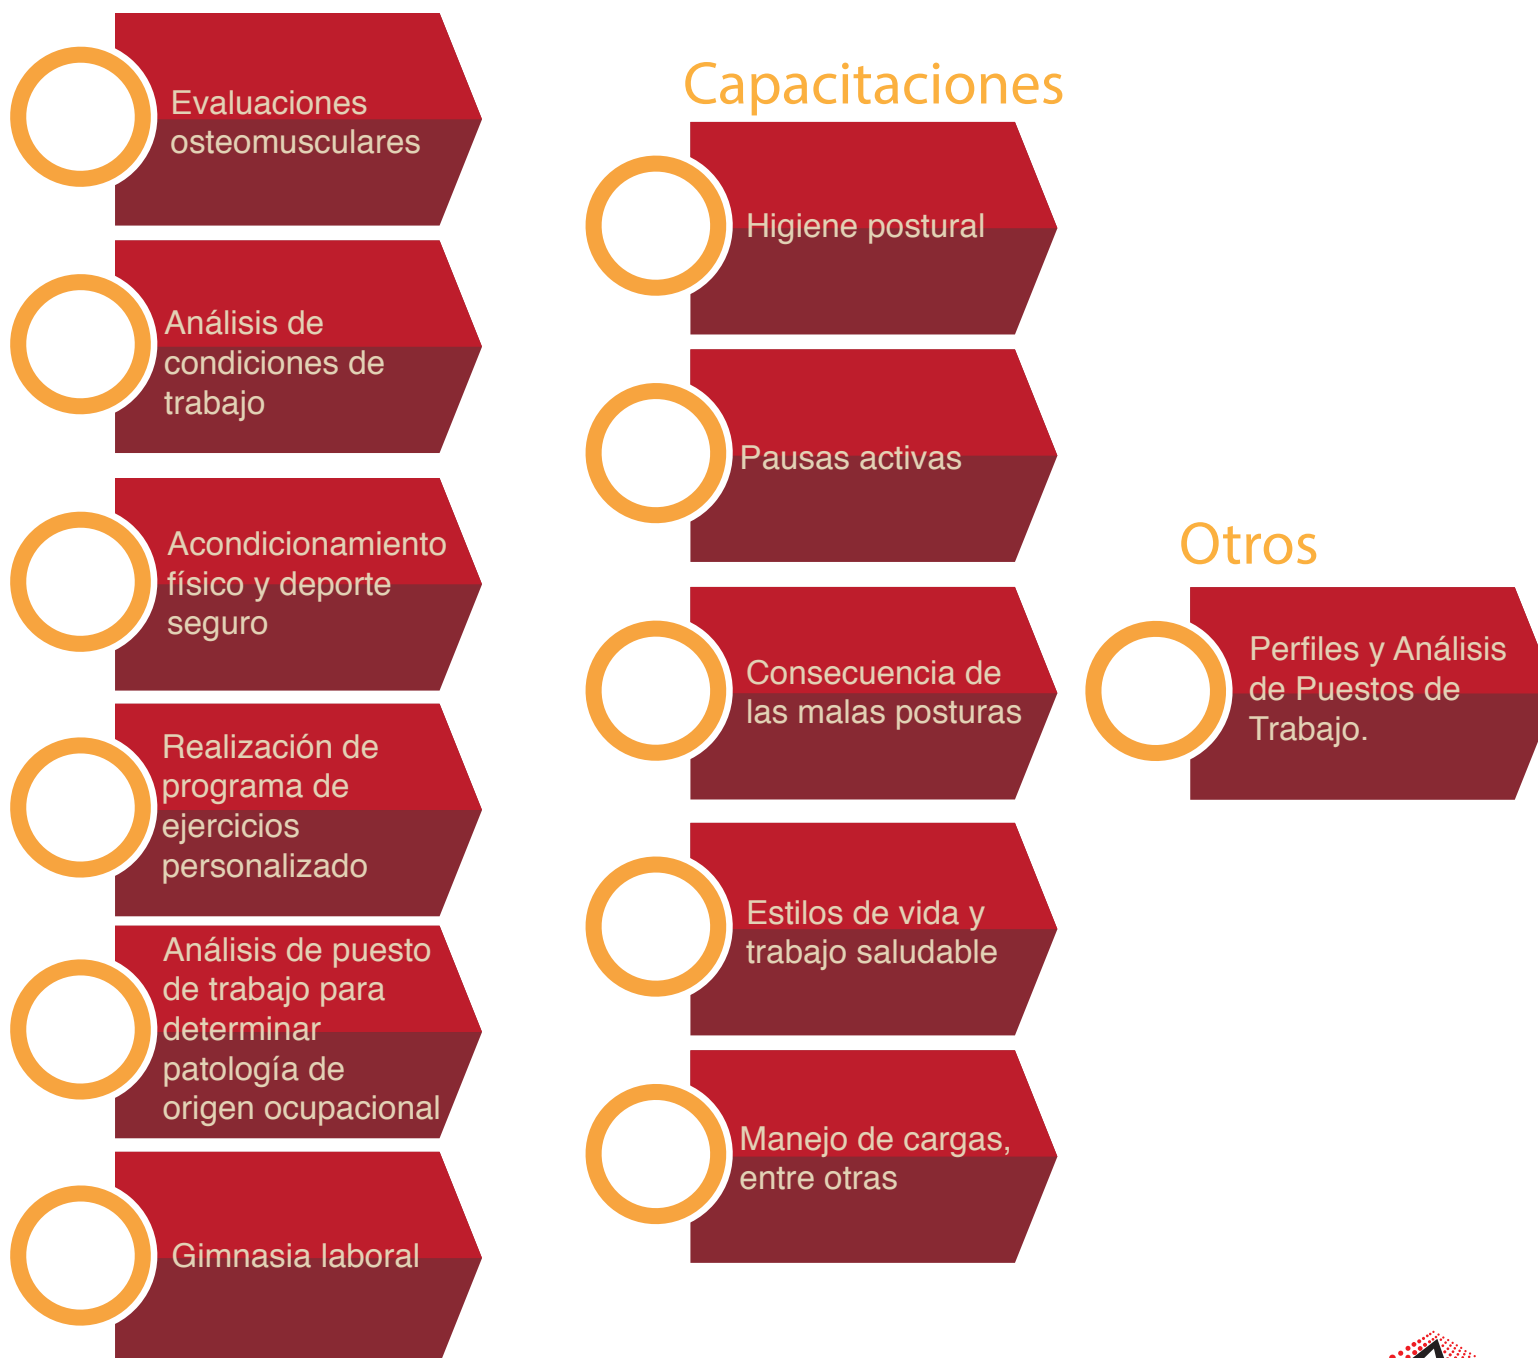 Evaluaciones
osteomusculares
Análisis de
condiciones de
trabajo
Acondicionamiento
físico y deporte
seguro
Realización de
programa de
ejercicios
personalizado
Análisis de puesto
de trabajo para
determinar
patología de
origen ocupacional
Gimnasia laboral
Capacitaciones
Higiene postural
Pausas activas
Consecuencia de
las malas posturas
Estilos de vida y
trabajo saludable
Manejo de cargas,
entre otras
Otros
Perfiles y Análisis
de Puestos de
Trabajo.